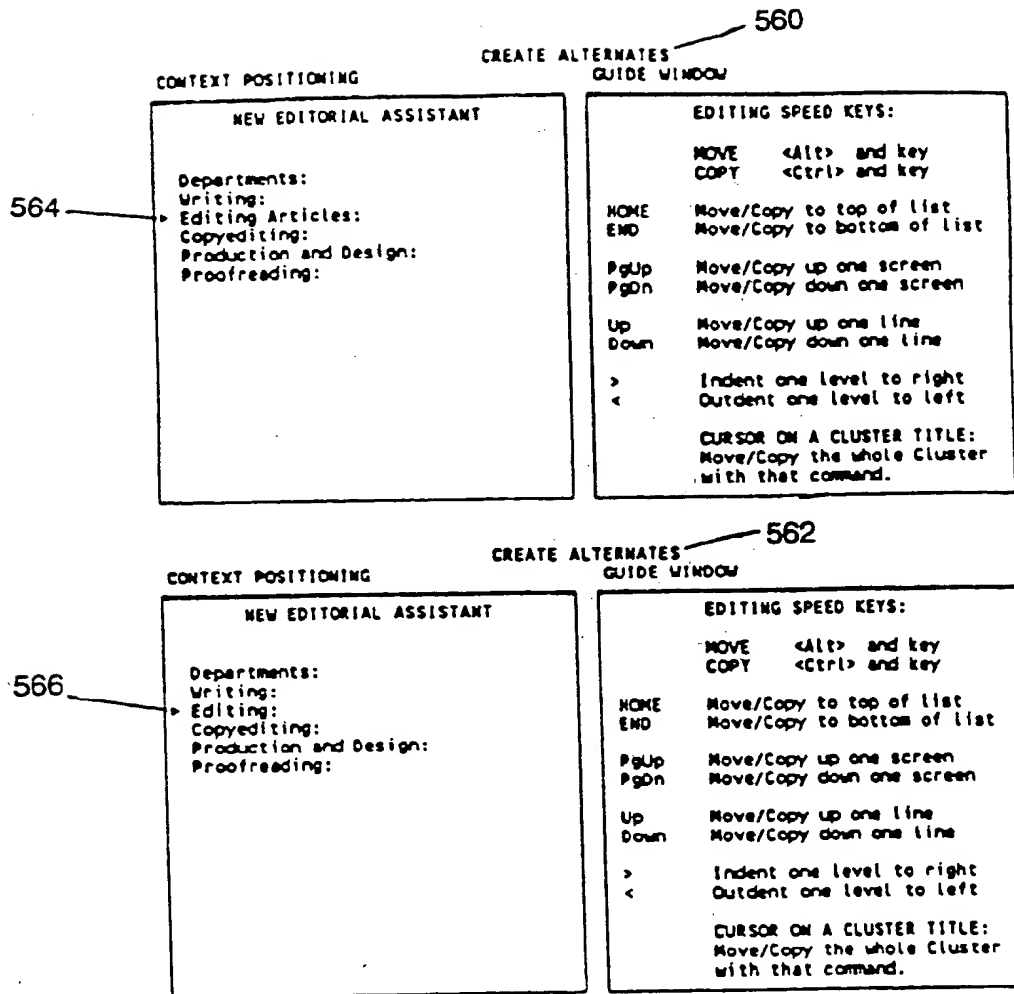 560
CREATE ALTERNATES
CONTEXT POSITIONING
GUIDE WINDOW
NEW EDITORIAL ASSISTANT
Departments:
Writing:
564
Editing Articles:
Copyediting:
Production and Design:
Proofreading:
EDITING SPEED KEYS:
MOVE <Alt> and key
COPY <Ctrl> and key
HOME Move/Copy to top of list
END Move/Copy to bottom of list
PgUp Move/Copy up one screen
PgDn Move/Copy down one screen
Up Move/Copy up one line
Down Move/Copy down one line
> Indent one level to right
< Outdent one level to left
CURSOR ON A CLUSTER TITLE:
Move/Copy the whole Cluster
with that command.
562
CREATE ALTERNATES
CONTEXT POSITIONING
GUIDE WINDOW
NEW EDITORIAL ASSISTANT
Departments:
Writing:
566
Editing:
Copyediting:
Production and Design:
Proofreading:
EDITING SPEED KEYS:
MOVE <Alt> and key
COPY <Ctrl> and key
HOME Move/Copy to top of list
END Move/Copy to bottom of list
PgUp Move/Copy up one screen
PgDn Move/Copy down one screen
Up Move/Copy up one line
Down Move/Copy down one line
> Indent one level to right
< Outdent one level to left
CURSOR ON A CLUSTER TITLE:
Move/Copy the whole Cluster
with that command.